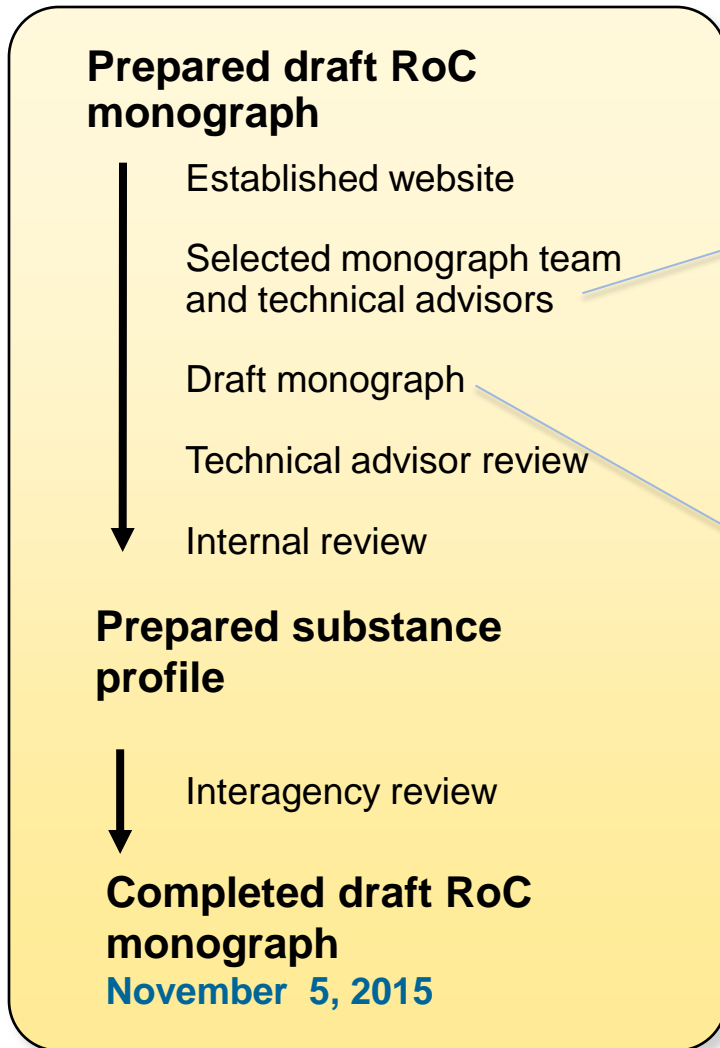 Prepared draft RoC
monograph
Established website
Selected monograph team
and technical advisors
Draft monograph
Technical advisor review
Internal review
Prepared substance
profile
Interagency review
Completed draft RoC
monograph
November 5, 2015